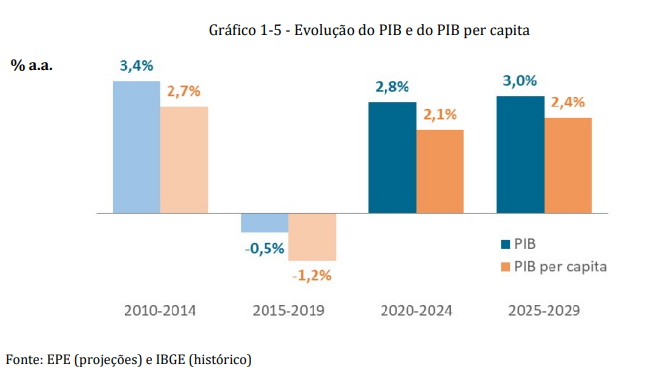 Gráfico 1-5 - Evolução do PIB e do PIB per capita
% a.a.
3,4%
2,7%
-0,5%
-1,2%
2,8%
2,1%
3,0%
2,4%
PIB
PIB per capita
2010-2014 2015-2019 2020-2024 2025-2029
Fonte: EPE (projeções) e IBGE (histórico)